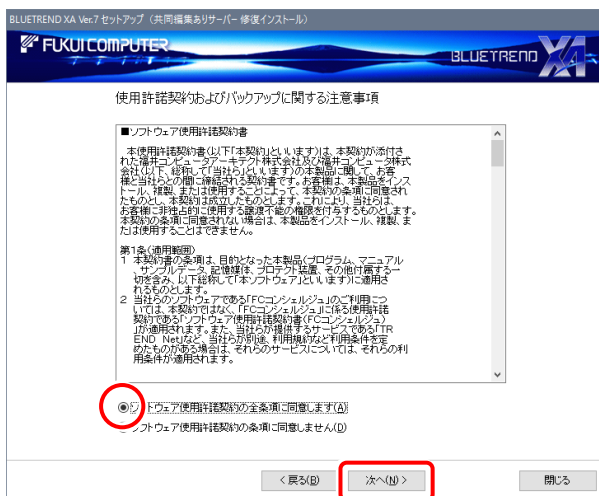 BLUETREND XA Ver.7 セットアップ（共同編集ありサーバー 修復インストール）
FUKUI COMPUTER
BLUETREND XA
使用許諾契約およびバックアップに関する注意事項
■ソフトウェア使用許諾契約書
本使用許諾契約書（以下「本契約」といいます）は、本契約が添付さ
れた福井コンピュータアーキテクト株式会社及び福井コンピュータ株式
会社（以下、総称して「当社ら」といいます）の本製品に関して、お客
様と当社らとの間に締結される契約書です。お客様は、本製品をインス
トール、複製、または使用することによって、本契約の条項に同意され
たものとし、本契約は成立したものとします。これにより、当社らは、
お客様に非独占的に使用する譲渡不能の権限を付与するものとします。
本契約の条項に同意されない場合は、本製品をインストール、複製、ま
たは使用することはできません。
第1条（適用範囲）
1 本契約書の条項は、目的となった本製品（プログラム、マニュアル
、サンプルデータ、記憶媒体、プロテクト装置、その他付属する一
切を含み、以下総称して「本ソフトウェア」といいます）に適用さ
れるものとします。
2 当社らのソフトウェアである「FCコンシェルジュ」のご利用につ
いては、本契約ではなく、「FCコンシェルジュ」に係る使用許諾
契約である「ソフトウェア使用許諾契約書（FCコンシェルジュ）
」が適用されます。また、当社らが提供するサービスである「TR
END Net」など、当社らが別途、利用規約など利用条件を定
めたものがある場合は、それらのサービスについては、それらの利
用条件が適用されます。
ソフトウェア使用許諾契約の全条項に同意します(A)
ソフトウェア使用許諾契約の条項に同意しません(D)
< 戻る(B)
次へ(N) >
閉じる